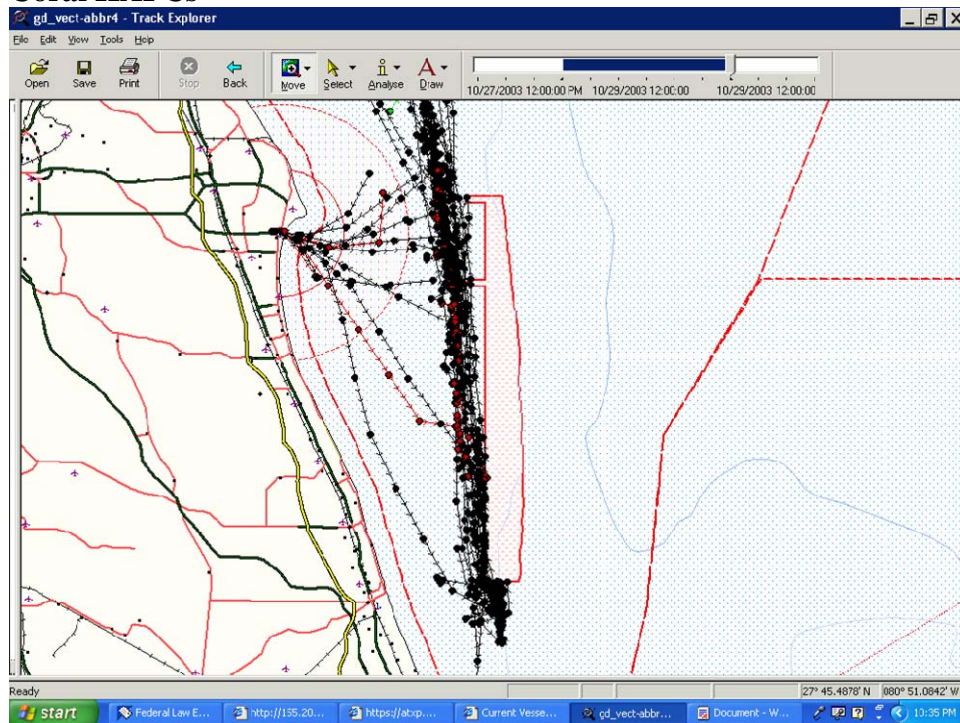 gd_vect-abbr4 - Track Explorer
File Edit View Tools Help
Open Save Print Stop Back Move Select Analyse Draw
10/27/2003 12:00:00 PM 10/29/2003 12:00:00 10/29/2003 12:00:00
Ready 27° 45.4878' N 080° 51.0842' W
start Federal Law E... http://155.20... https://atxp.... Current Vesse... gd_vect-abbr... Document - W... 10:35 PM